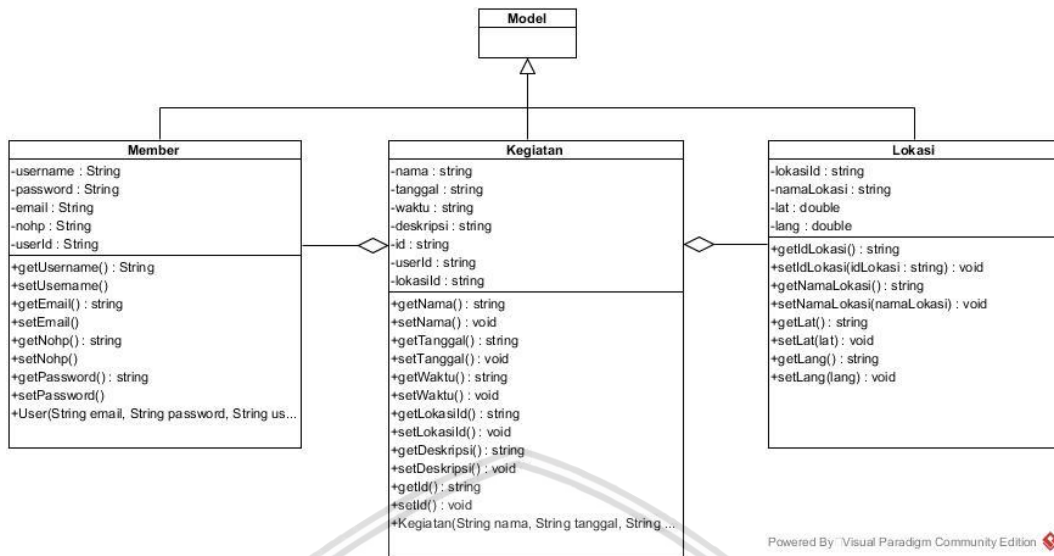 Model
Member
-username : String
-password : String
-email : String
-nohp : String
-userId : String
+getUsername() : String
+setUsername()
+getEmail() : string
+setEmail()
+getNohp() : string
+setNohp()
+getPassword() : string
+setPassword()
+User(String email, String password, String us...
Kegiatan
-nama : string
-tanggal : string
-waktu : string
-deskripsi : string
-id : string
-userId : string
-lokasiId : string
+getNama() : string
+setNama() : void
+getTanggal() : string
+setTanggal() : void
+getWaktu() : string
+setWaktu() : void
+getLokasiId() : string
+setLokasiId() : void
+getDeskripsi() : string
+setDeskripsi() : void
+getId() : string
+setId() : void
+Kegiatan(String nama, String tanggal, String ...
Lokasi
-lokasiId : string
-namaLokasi : string
-lat : double
-lang : double
+getIdLokasi() : string
+setIdLokasi(idLokasi : string) : void
+getNamaLokasi() : string
+setNamaLokasi(namaLokasi) : void
+getLat() : string
+setLat(lat) : void
+getLang() : string
+setLang(lang) : void
Powered By Visual Paradigm Community Edition